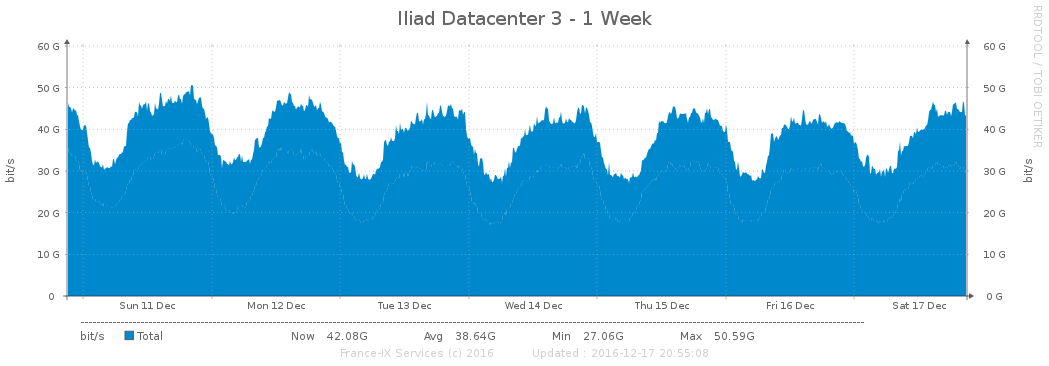 Iliad Datacenter 3 - 1 Week
RRDTOOL / TOBI OETIKER
bit/s
bit/s
60 G 60 G
50 G 50 G
40 G 40 G
30 G 30 G
20 G 20 G
10 G 10 G
0 0 G
Sun 11 Dec Mon 12 Dec Tue 13 Dec Wed 14 Dec Thu 15 Dec Fri 16 Dec Sat 17 Dec
bit/s Total Now 42.08G Avg 38.64G Min 27.06G Max 50.59G
France-IX Services (c) 2016 Updated : 2016-12-17 20:55:08